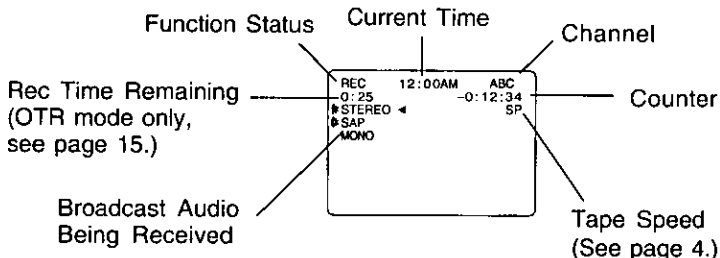 Function Status
Current Time
Channel
Rec Time Remaining
(OTR mode only,
see page 15.)
REC 12:00AM ABC
0:25 -0:12:34
▶STEREO ◀ SP
▶SAP
MONO
Counter
Broadcast Audio
Being Received
Tape Speed
(See page 4.)